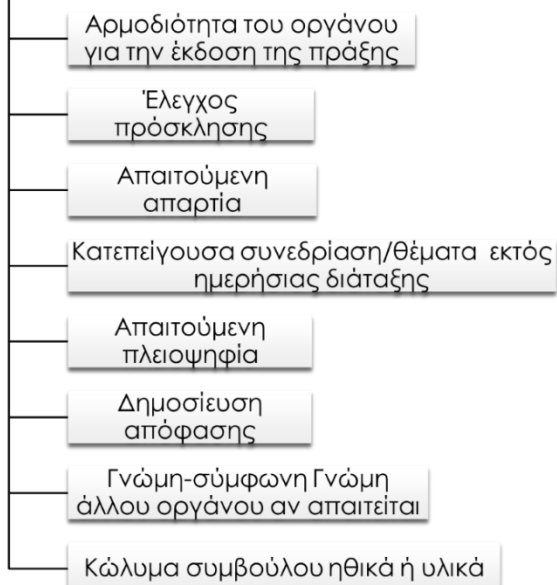 Αρμοδιότητα του οργάνου
για την έκδοση της πράξης
Έλεγχος
πρόσκλησης
Απαιτούμενη
απαρτία
Κατεπείγουσα συνεδρίαση/θέματα εκτός
ημερήσιας διάταξης
Απαιτούμενη
πλειοψηφία
Δημοσίευση
απόφασης
Γνώμη-σύμφωνη Γνώμη
άλλου οργάνου αν απαιτείται
Κώλυμα συμβούλου ηθικά ή υλικά